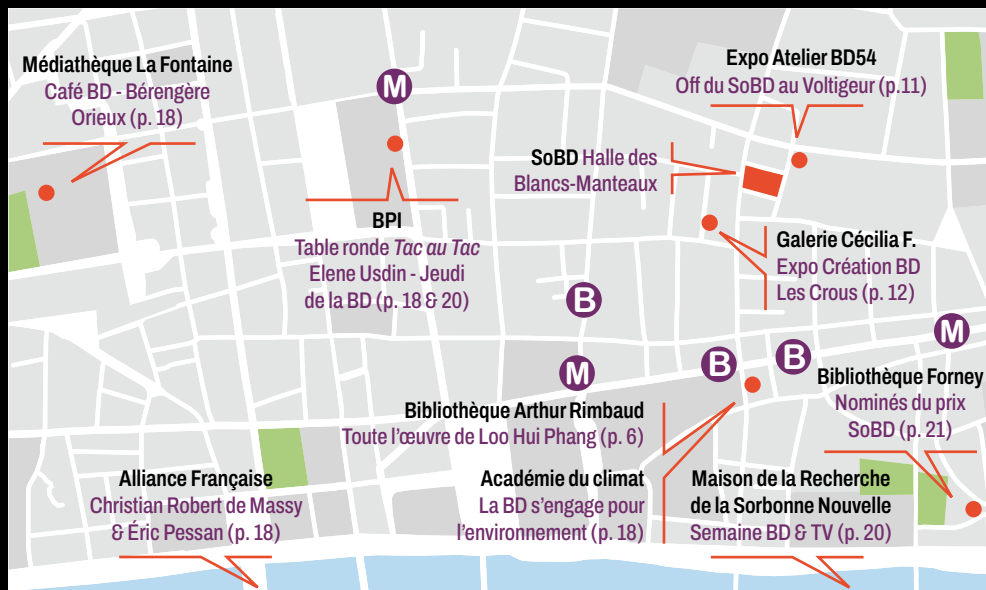 Médiathèque La Fontaine
Café BD - Bérengère
Orieux (p. 18)
M
Expo Atelier BD54
Off du SoBD au Voltigeur (p.11)
SoBD Halle des
Blancs-Manteaux
BPI
Table ronde Tac au Tac
Elene Usdin - Jeudi
de la BD (p. 18 & 20)
Galerie Cécilia F.
Expo Création BD
Les Crous (p. 12)
B
M
B
B
M
Bibliothèque Arthur Rimbaud
Toute l’œuvre de Loo Hui Phang (p. 6)
Bibliothèque Forney
Nominés du prix
SoBD (p. 21)
Alliance Française
Christian Robert de Massy
& Éric Pessan (p. 18)
Académie du climat
La BD s’engage pour
l’environnement (p. 18)
Maison de la Recherche
de la Sorbonne Nouvelle
Semaine BD & TV (p. 20)